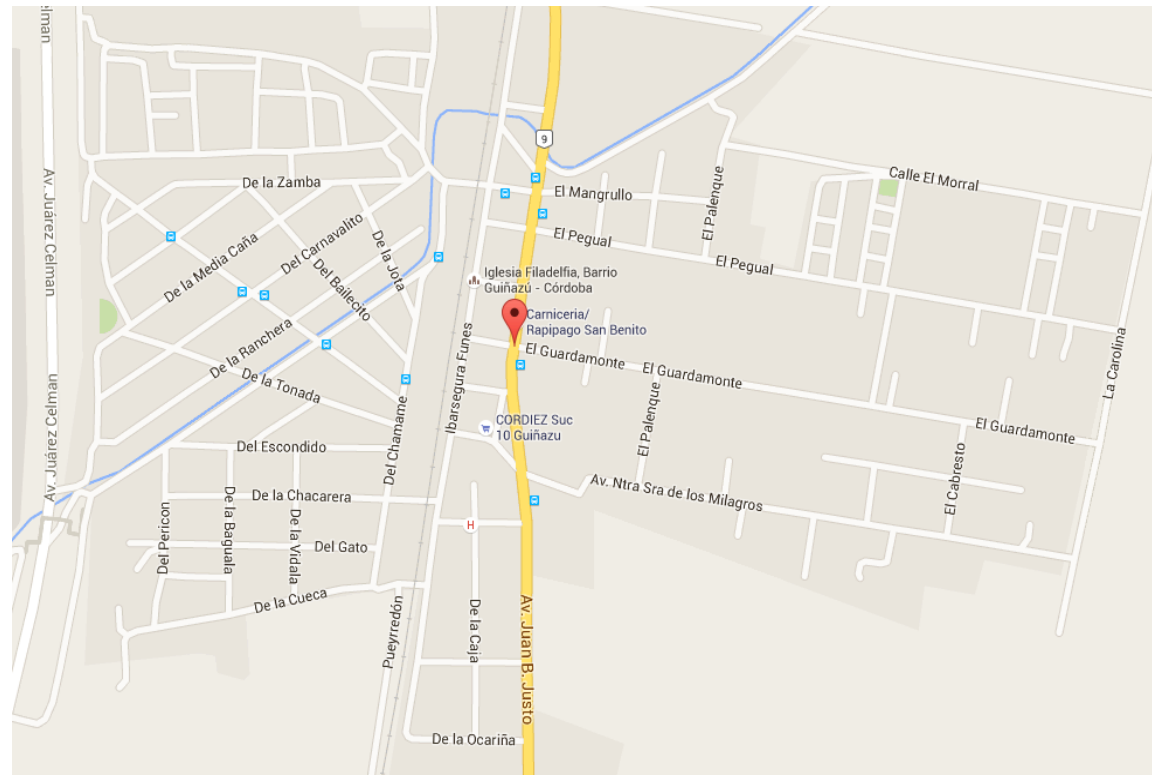 elman
Celman
9
De la Zamba
El Mangrullo
El Palenque
Calle El Morral
Av. Juárez Celman
De la Media Caña
Del Carnavalito
De la Jota
Del Bailecito
El Pegual
El Pegual
Iglesia Filadelfia, Barrio
Guiñazú - Córdoba
Carniceria/
Rapipago San Benito
De la Ranchera
De la Tonada
Ibarsegura Funes
El Guardamonte
El Guardamonte
La Carolina
Av. Juárez Celman
CORDIEZ Suc
10 Guiñazu
El Palenque
El Guardamonte
Del Escondido
Del Chamame
El Cabresto
De la Chacarera
Av. Ntra Sra de los Milagros
H
Del Pericon
De la Baguala
De la Vidala
Del Gato
De la Cueca
Pueyrredón
De la Caja
Av. Juan B. Justo
De la Ocariña